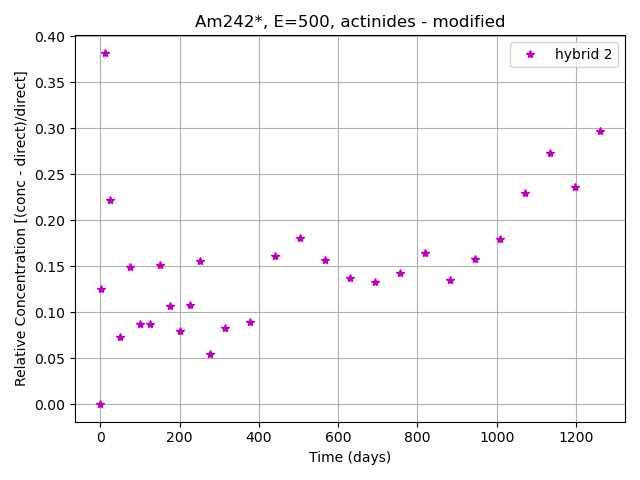 Am242*, E=500, actinides - modified
hybrid 2
Relative Concentration [(conc - direct)/direct]
0.40
0.35
0.30
0.25
0.20
0.15
0.10
0.05
0.00
0 200 400 600 800 1000 1200
Time (days)